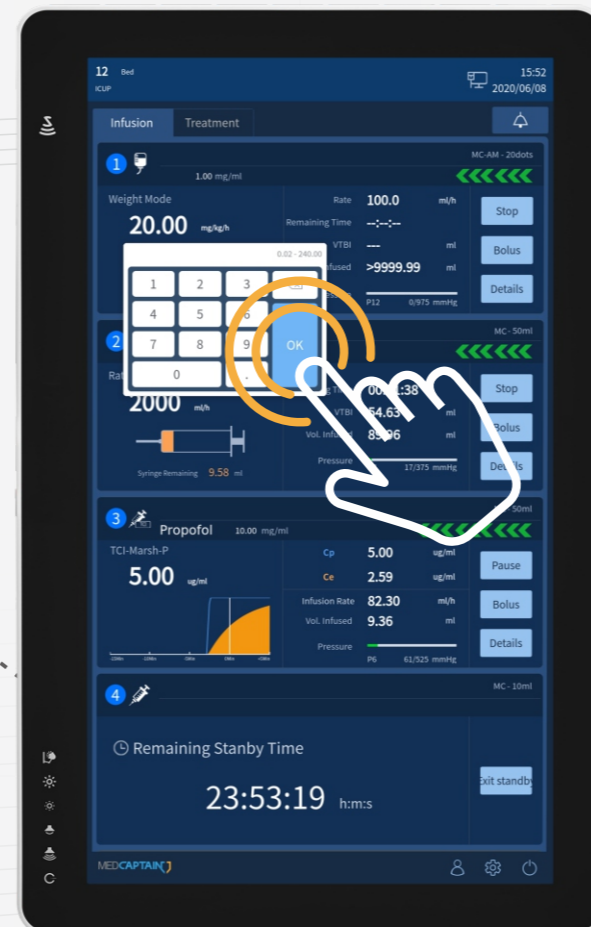 12 Bed
15:52
ICUP
2020/06/08
Infusion Treatment
MC-AM - 20dots
1
1.00 mg/ml
Weight Mode
20.00 mg/kg/h
Rate 100.0 ml/h
Remaining Time --:--:--
VTBI --- ml
>9999.99 ml
P12 0/975 mmHg
Stop
Bolus
Details
0.02 - 240.00
1 2 3
4 5 6
7 8 9
0 .
OK
2
MC - 50ml
2000 ml/h
VTBI 54.63 ml
Vol. Infused ml
Pressure
17/375 mmHg
Syringe Remaining 9.58 ml
Stop
Bolus
3
Propofol 10.00 mg/ml
TCI-Marsh-P
5.00 ug/ml
Cp 5.00 ug/ml
Ce 2.59 ug/ml
Infusion Rate 82.30 ml/h
Vol. Infused 9.36 ml
Pressure
P6 61/525 mmHg
Pause
Bolus
Details
4
MC - 10ml
Remaining Stanby Time
23:53:19 h:m:s
Exit standby
MEDCAPTAIN